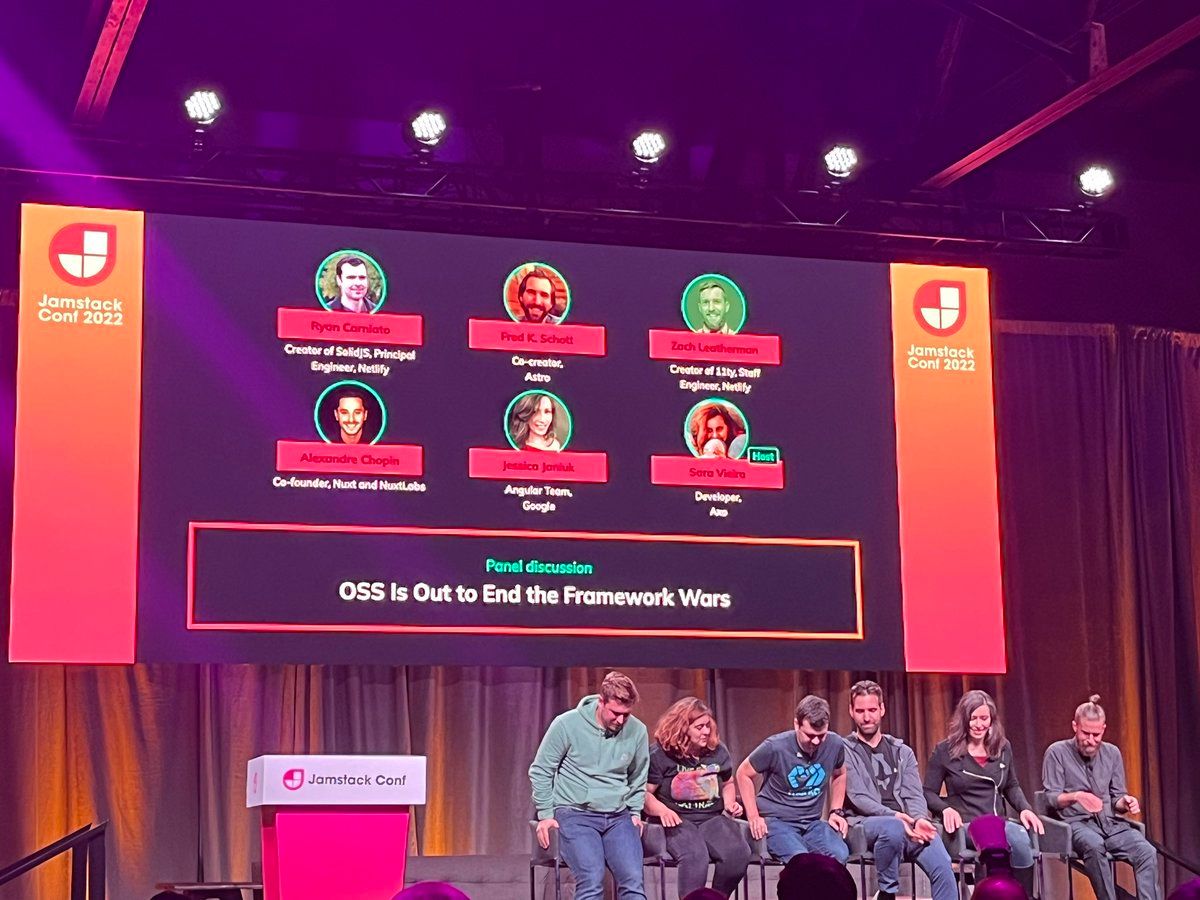 Jamstack
Conf 2022
Jamstack
Conf 2022
Ryan Carniato
Creator of SolidJS, Principal
Engineer, Netlify
Fred K. Schott
Co-creator,
Astro
Zach Leatherman
Creator of 11ty, Staff
Engineer, Netlify
Alexandre Chopin
Co-founder, Nuxt and NuxtLabs
Jessica Janiuk
Angular Team,
Google
Host
Sara Vieira
Developer,
Axo
Panel discussion
OSS Is Out to End the Framework Wars
Jamstack Conf